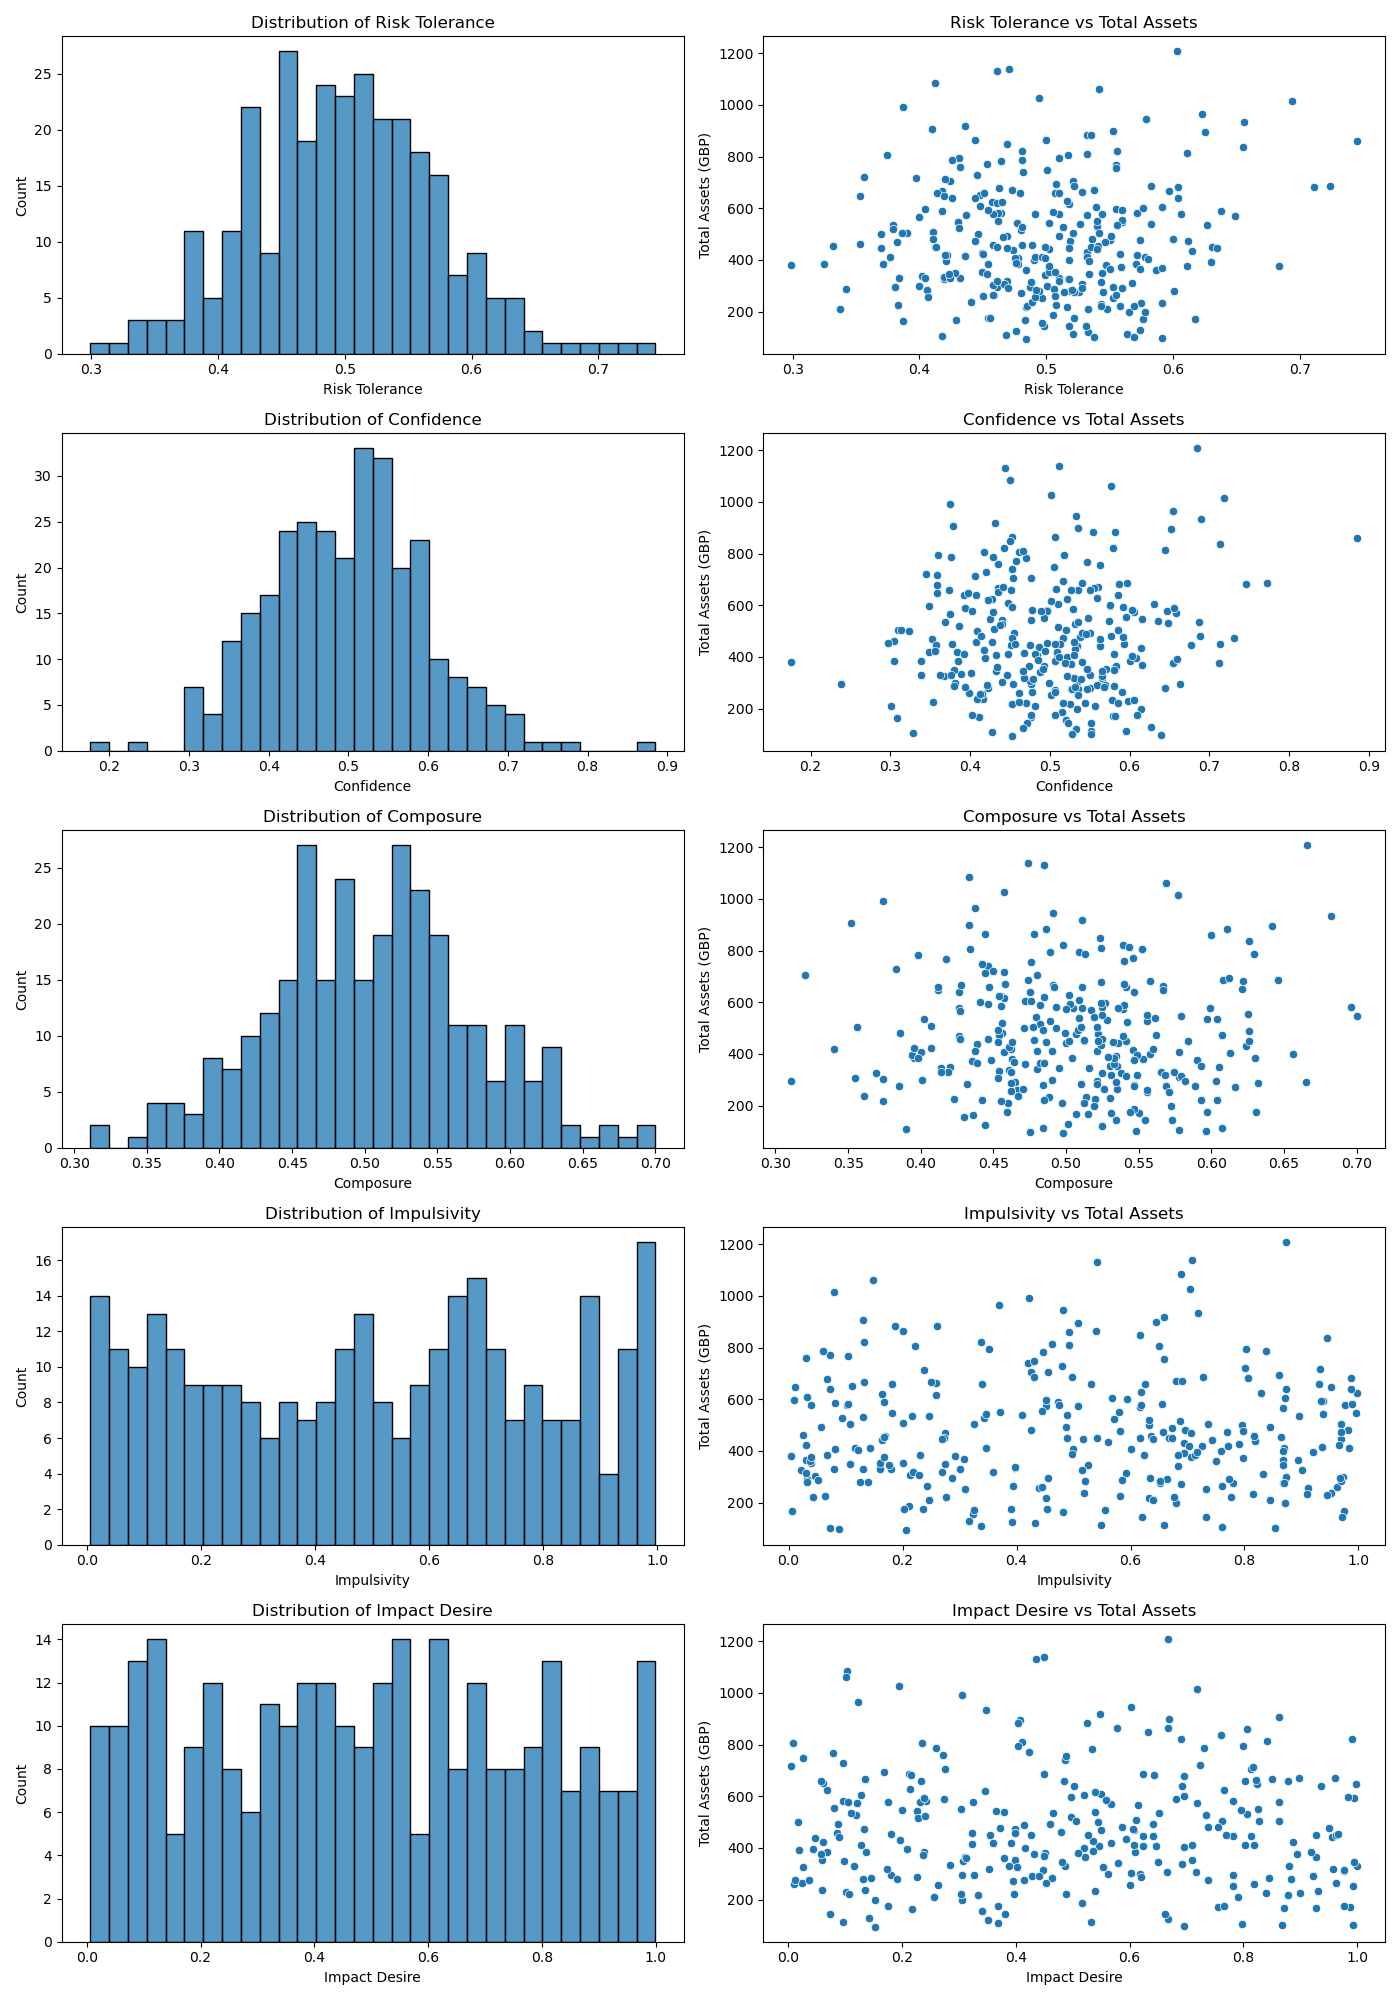 Distribution of Risk Tolerance
Count
25
20
15
10
5
0
0.3 0.4 0.5 0.6 0.7
Risk Tolerance
Risk Tolerance vs Total Assets
Total Assets (GBP)
1200
1000
800
600
400
200
0.3 0.4 0.5 0.6 0.7
Risk Tolerance
Distribution of Confidence
Count
30
25
20
15
10
5
0
0.2 0.3 0.4 0.5 0.6 0.7 0.8 0.9
Confidence
Confidence vs Total Assets
Total Assets (GBP)
1200
1000
800
600
400
200
0.2 0.3 0.4 0.5 0.6 0.7 0.8 0.9
Confidence
Distribution of Composure
Count
25
20
15
10
5
0
0.30 0.35 0.40 0.45 0.50 0.55 0.60 0.65 0.70
Composure
Composure vs Total Assets
Total Assets (GBP)
1200
1000
800
600
400
200
0.30 0.35 0.40 0.45 0.50 0.55 0.60 0.65 0.70
Composure
Distribution of Impulsivity
Count
16
14
12
10
8
6
4
2
0
0.0 0.2 0.4 0.6 0.8 1.0
Impulsivity
Impulsivity vs Total Assets
Total Assets (GBP)
1200
1000
800
600
400
200
0.0 0.2 0.4 0.6 0.8 1.0
Impulsivity
Distribution of Impact Desire
Count
14
12
10
8
6
4
2
0
0.0 0.2 0.4 0.6 0.8 1.0
Impact Desire
Impact Desire vs Total Assets
Total Assets (GBP)
1200
1000
800
600
400
200
0.0 0.2 0.4 0.6 0.8 1.0
Impact Desire